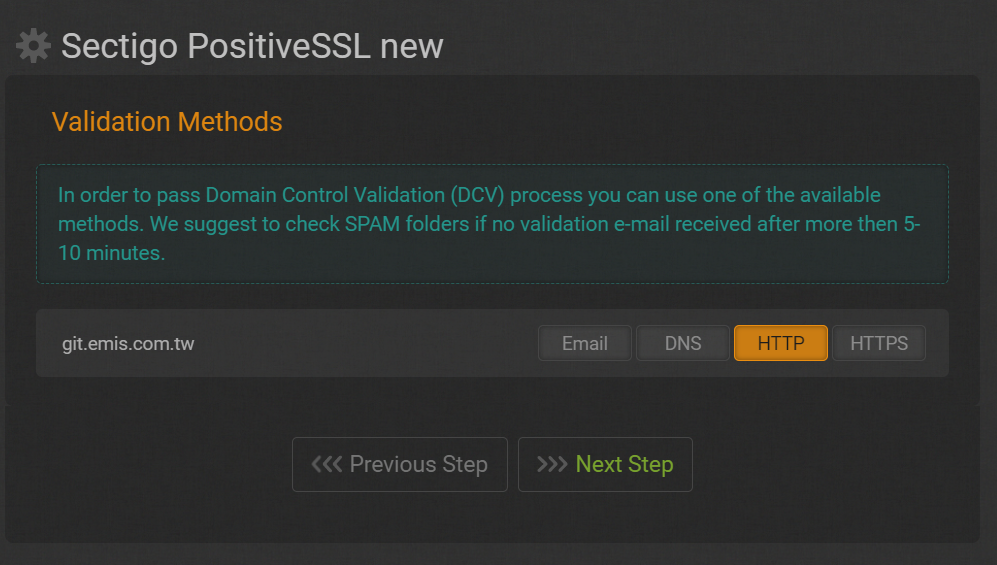 Sectigo PositiveSSL new
Validation Methods
In order to pass Domain Control Validation (DCV) process you can use one of the available
methods. We suggest to check SPAM folders if no validation e-mail received after more then 5-
10 minutes.
git.emis.com.tw Email DNS HTTP HTTPS
Previous Step Next Step